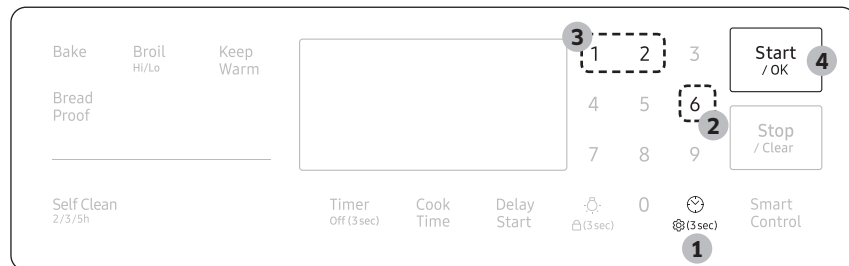 Bake Broil Keep
Hi/Lo Warm
Bread
Proof
Self Clean
2/3/5h
Timer Cook Delay
Off (3 sec) Time Start
3
1 2 3
4 5 6
2
7 8 9
(3 sec) 0 (3 sec)
1
Start
/ OK
4
Stop
/ Clear
Smart
Control